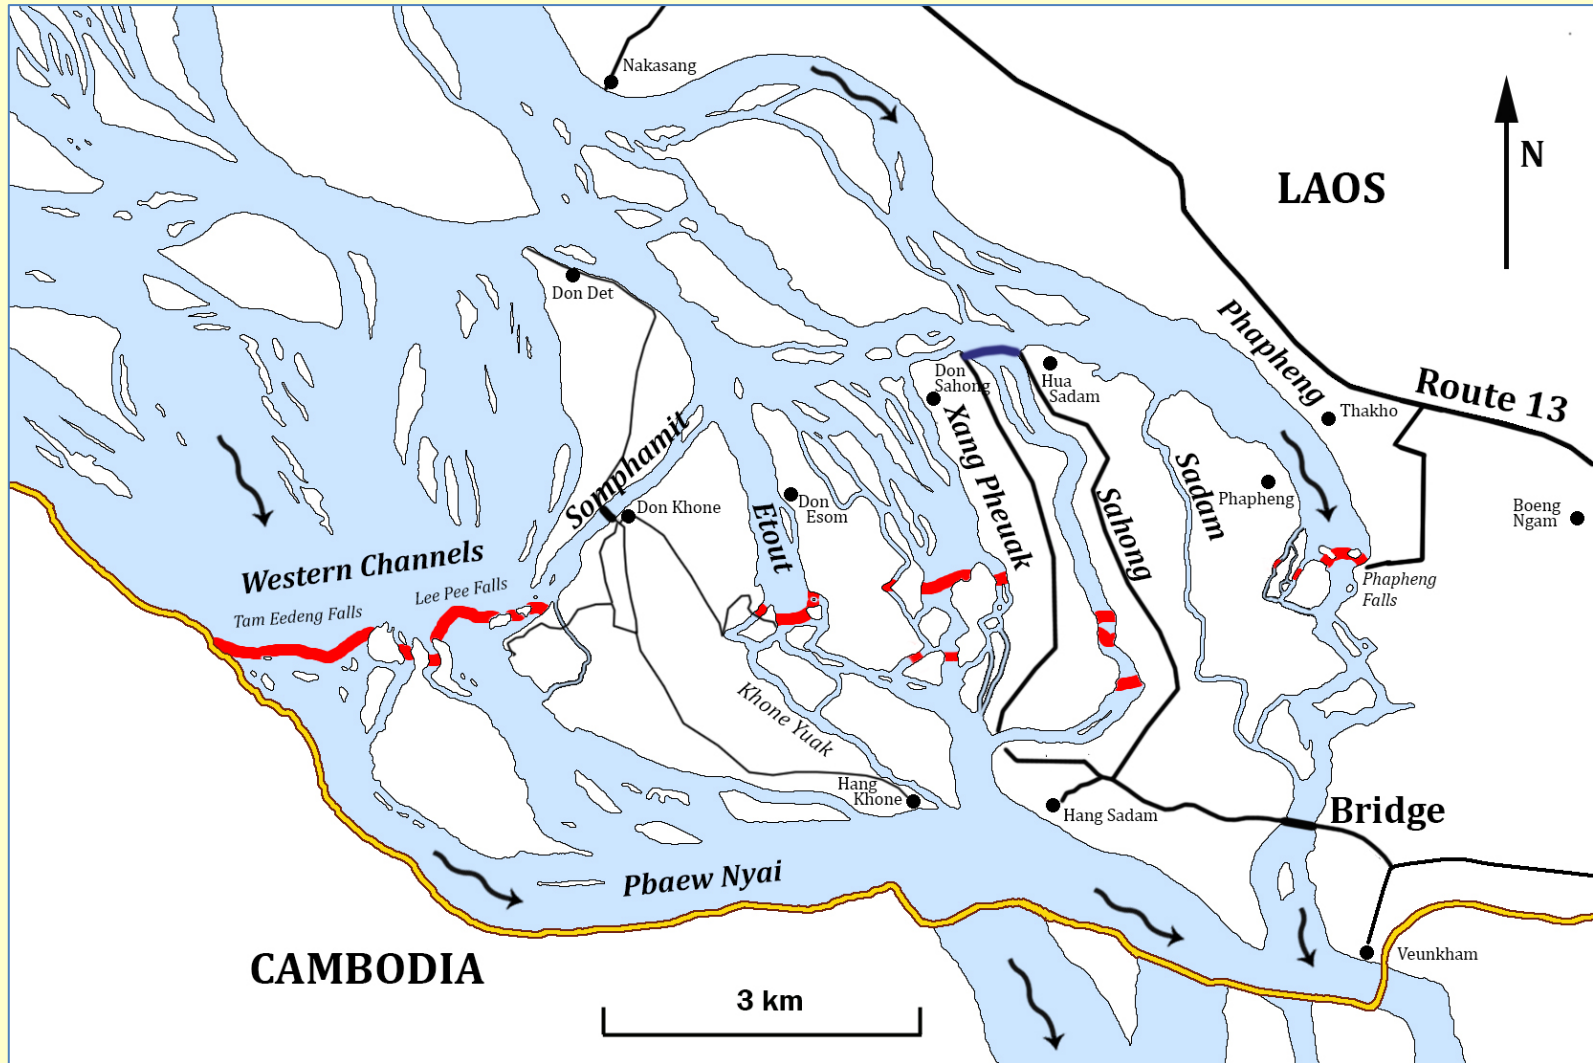 Nakasang
LAOS
N
Don Det
Phapheng
Don
Sahong
Hua
Sadam
Route 13
Thakho
Xang Pheuak
Somphamit
Sadam
Phapheng
Don Khone
Don
Esom
Etout
Sahong
Boeng
Ngam
Western Channels
Tam Eedeng Falls
Lee Pee Falls
Phapheng
Falls
Khone Yuak
Hang
Khone
Hang Sadam
Bridge
Pbaew Nyai
CAMBODIA
Veunkham
3 km